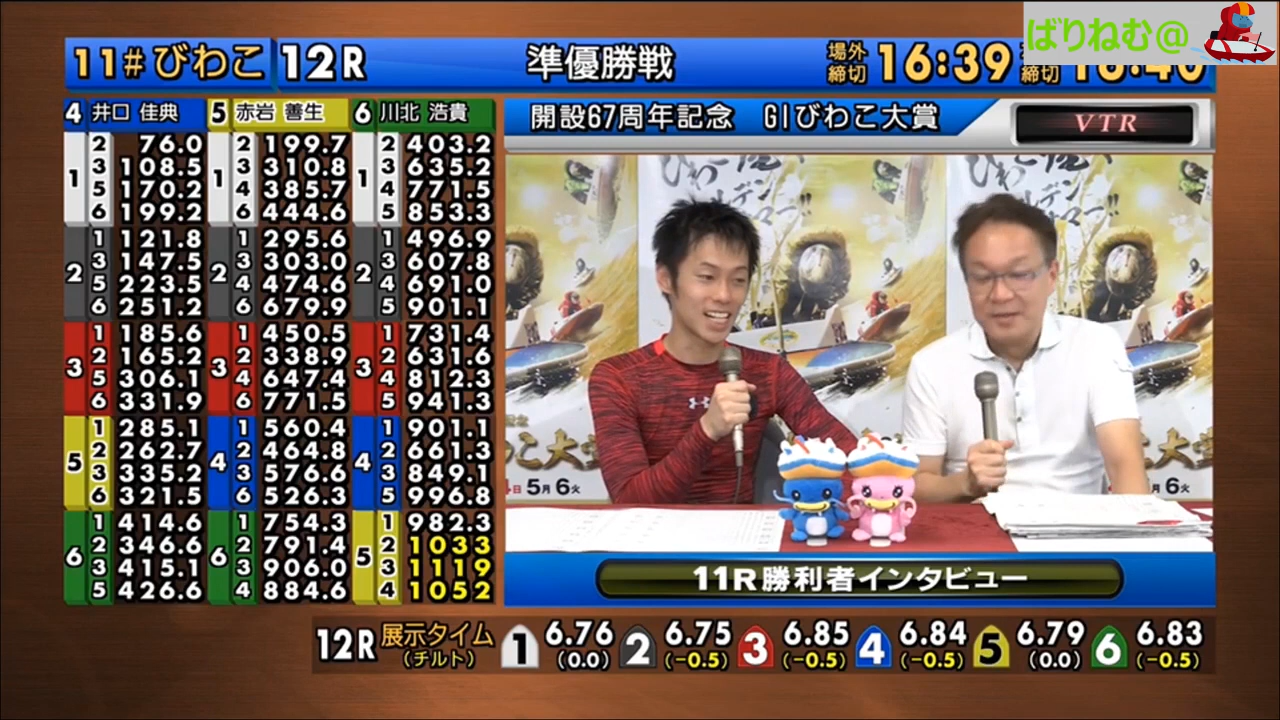 ばりねむ@
11# びわこ 12R 準優勝戦 場外締切 16:39 締切 16:40
4 井口 佳典 5 赤岩 善生 6 川北 浩貴
開設67周年記念 GIびわこ大賞
VTR
1 2 76.0 1 2 199.7 1 2 403.2
3 108.5 3 310.8 3 635.2
5 170.2 4 385.7 4 771.5
6 199.2 6 444.6 5 853.3
2 1 121.8 2 1 295.6 2 1 496.9
3 147.5 3 303.0 3 607.8
5 223.5 4 474.6 4 691.0
6 251.2 6 679.9 5 901.1
3 1 185.6 3 1 450.5 3 1 731.4
2 165.2 2 338.9 2 631.6
5 306.1 4 647.4 4 812.3
6 331.9 6 771.5 5 941.3
5 1 285.1 4 1 560.4 4 1 901.1
2 262.7 2 464.8 2 661.3
3 335.2 3 576.6 3 849.1
6 321.5 6 526.3 5 996.8
6 1 414.6 6 1 754.3 5 1 982.3
2 346.6 2 791.4 2 1033
3 415.1 3 906.0 3 1119
5 426.6 4 884.6 4 1052
わこ大賞
5月6火
11R勝利者インタビュー
12R 展示タイム 1 6.76 2 6.75 3 6.85 4 6.84 5 6.79 6 6.83
(チルト) (0.0) (-0.5) (-0.5) (-0.5) (0.0) (-0.5)